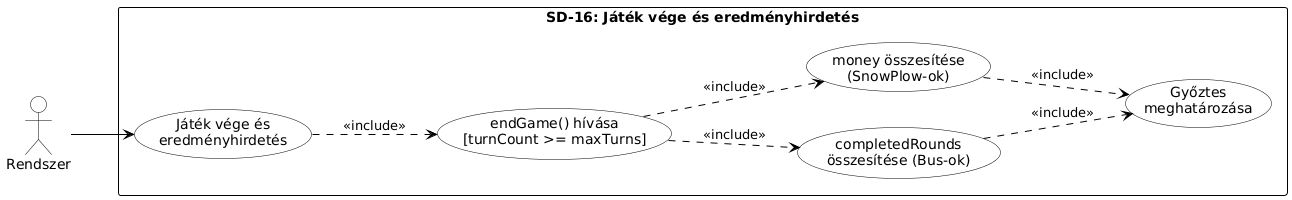 SD-16: Játék vége és eredményhirdetés
Rendszer
Játék vége és
eredményhirdetés
«include»
endGame() hívása
[turnCount >= maxTurns]
«include»
«include»
money összesítése
(SnowPlow-ok)
completedRounds
összesítése (Bus-ok)
«include»
«include»
Győztes
meghatározása